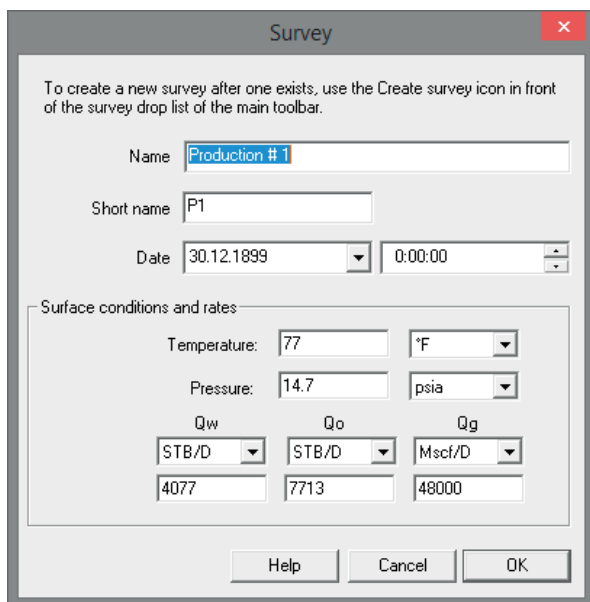 Survey
To create a new survey after one exists, use the Create survey icon in front
of the survey drop list of the main toolbar.
Name Production # 1
Short name P1
Date 30.12.1899 0:00:00
Surface conditions and rates
Temperature: 77 °F
Pressure: 14.7 psia
Qw Qo Qg
STB/D STB/D Mscf/D
4077 7713 48000
Help Cancel OK